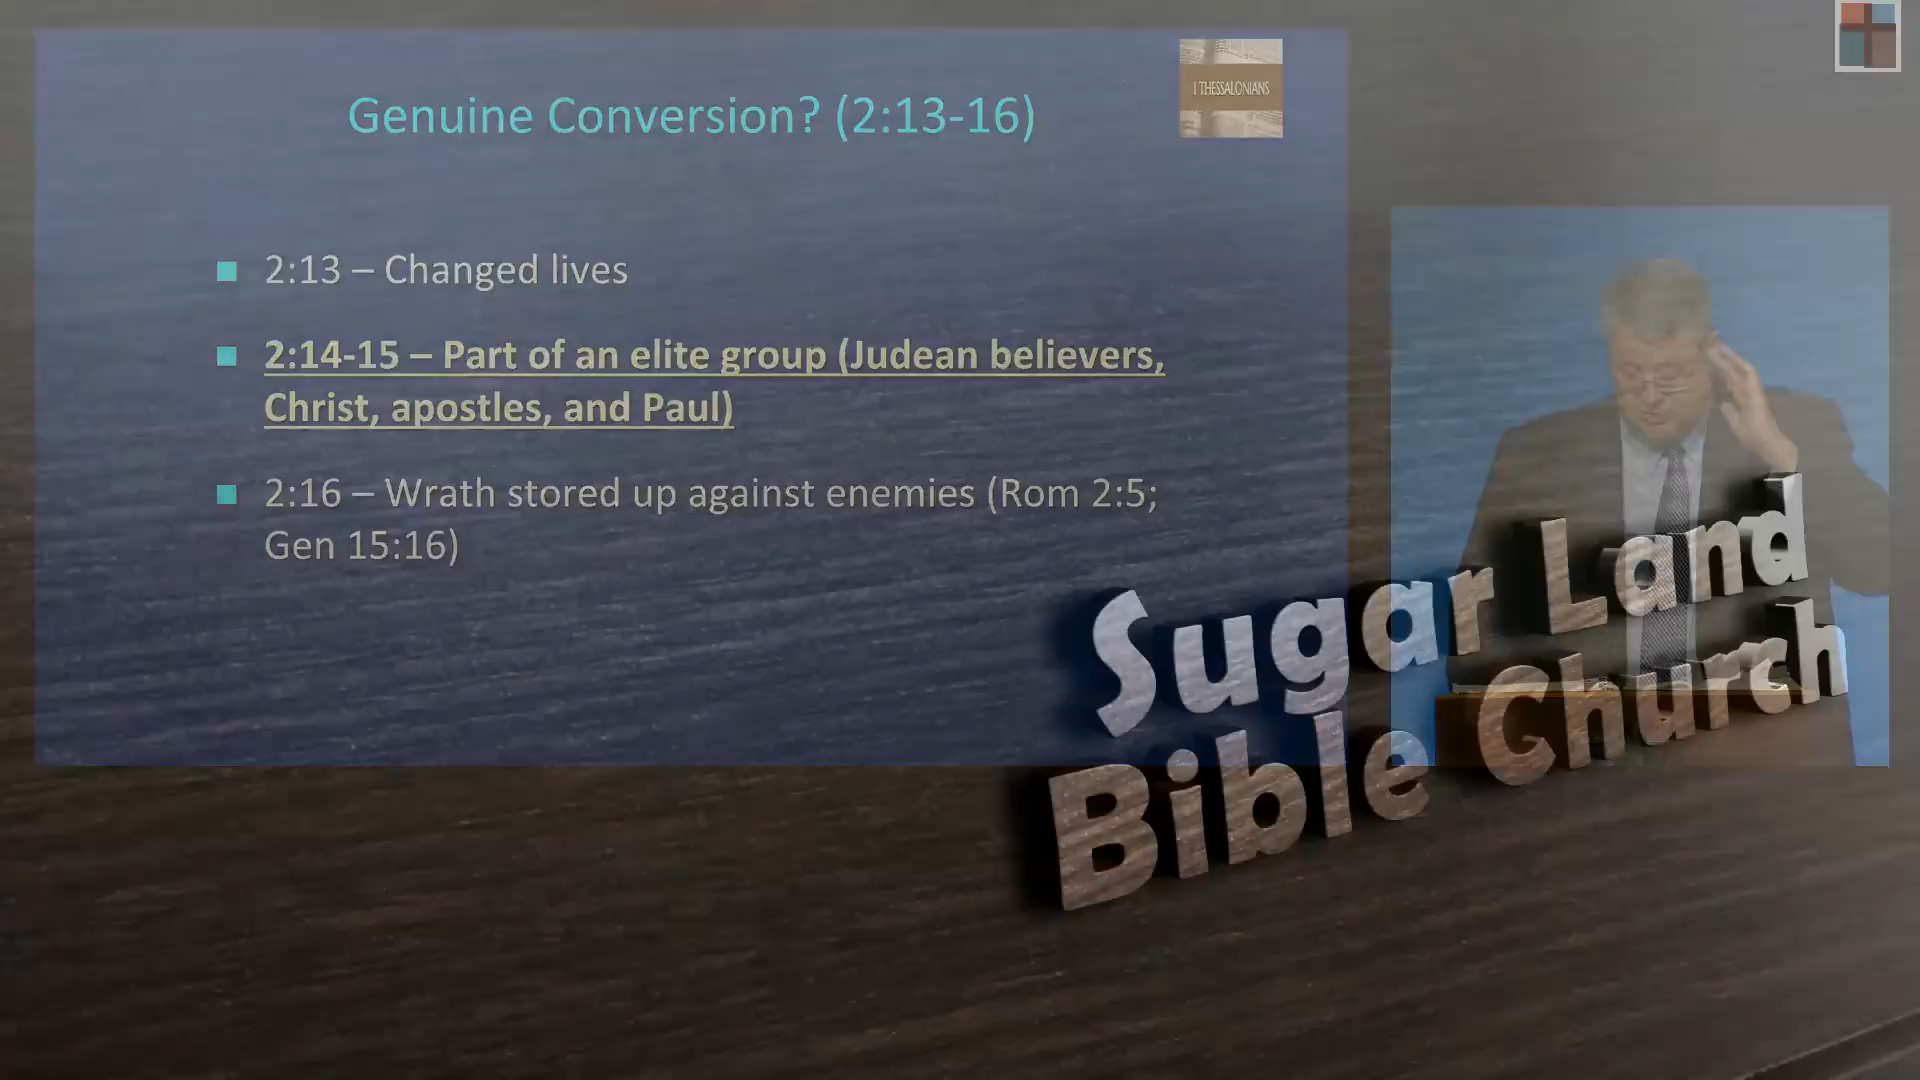 Genuine Conversion? (2:13-16)
I THESSALONIANS
2:13 – Changed lives
2:14-15 – Part of an elite group (Judean believers,
Christ, apostles, and Paul)
2:16 – Wrath stored up against enemies (Rom 2:5;
Gen 15:16)
Sugar Land
Bible Church